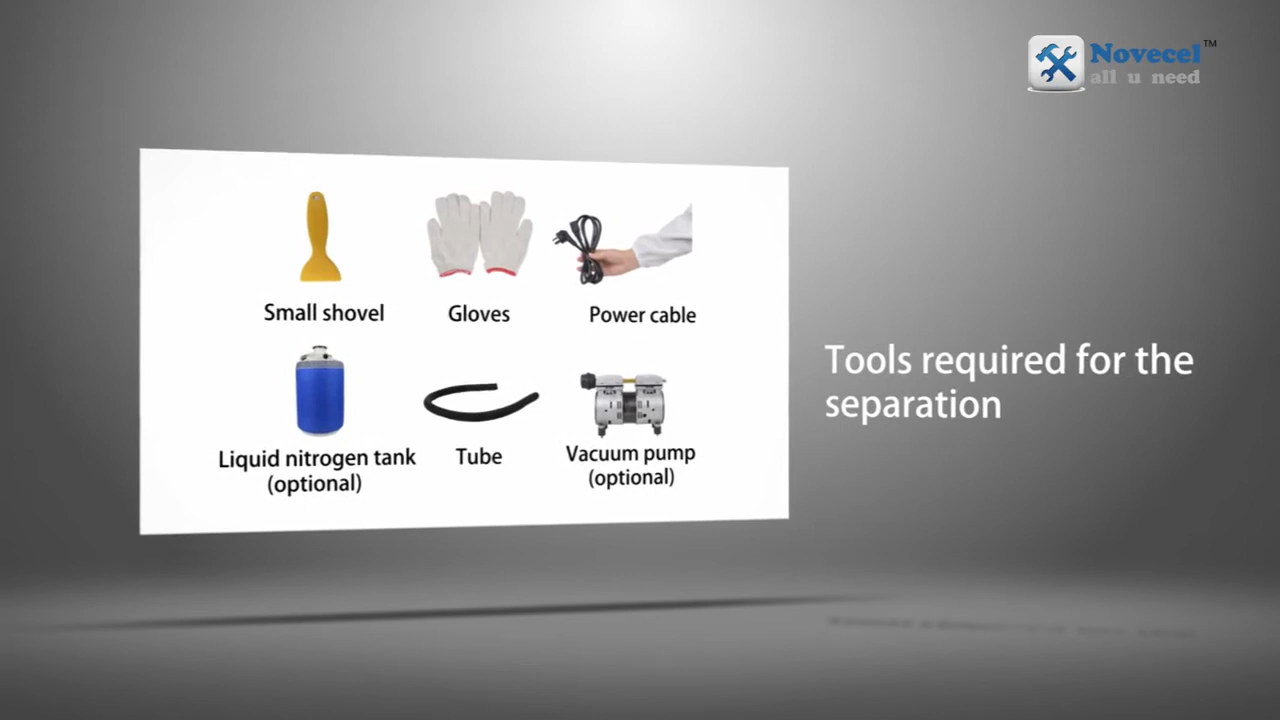 Novecel™
all u need
Small shovel
Gloves
Power cable
Liquid nitrogen tank
(optional)
Tube
Vacuum pump
(optional)
Tools required for the
separation